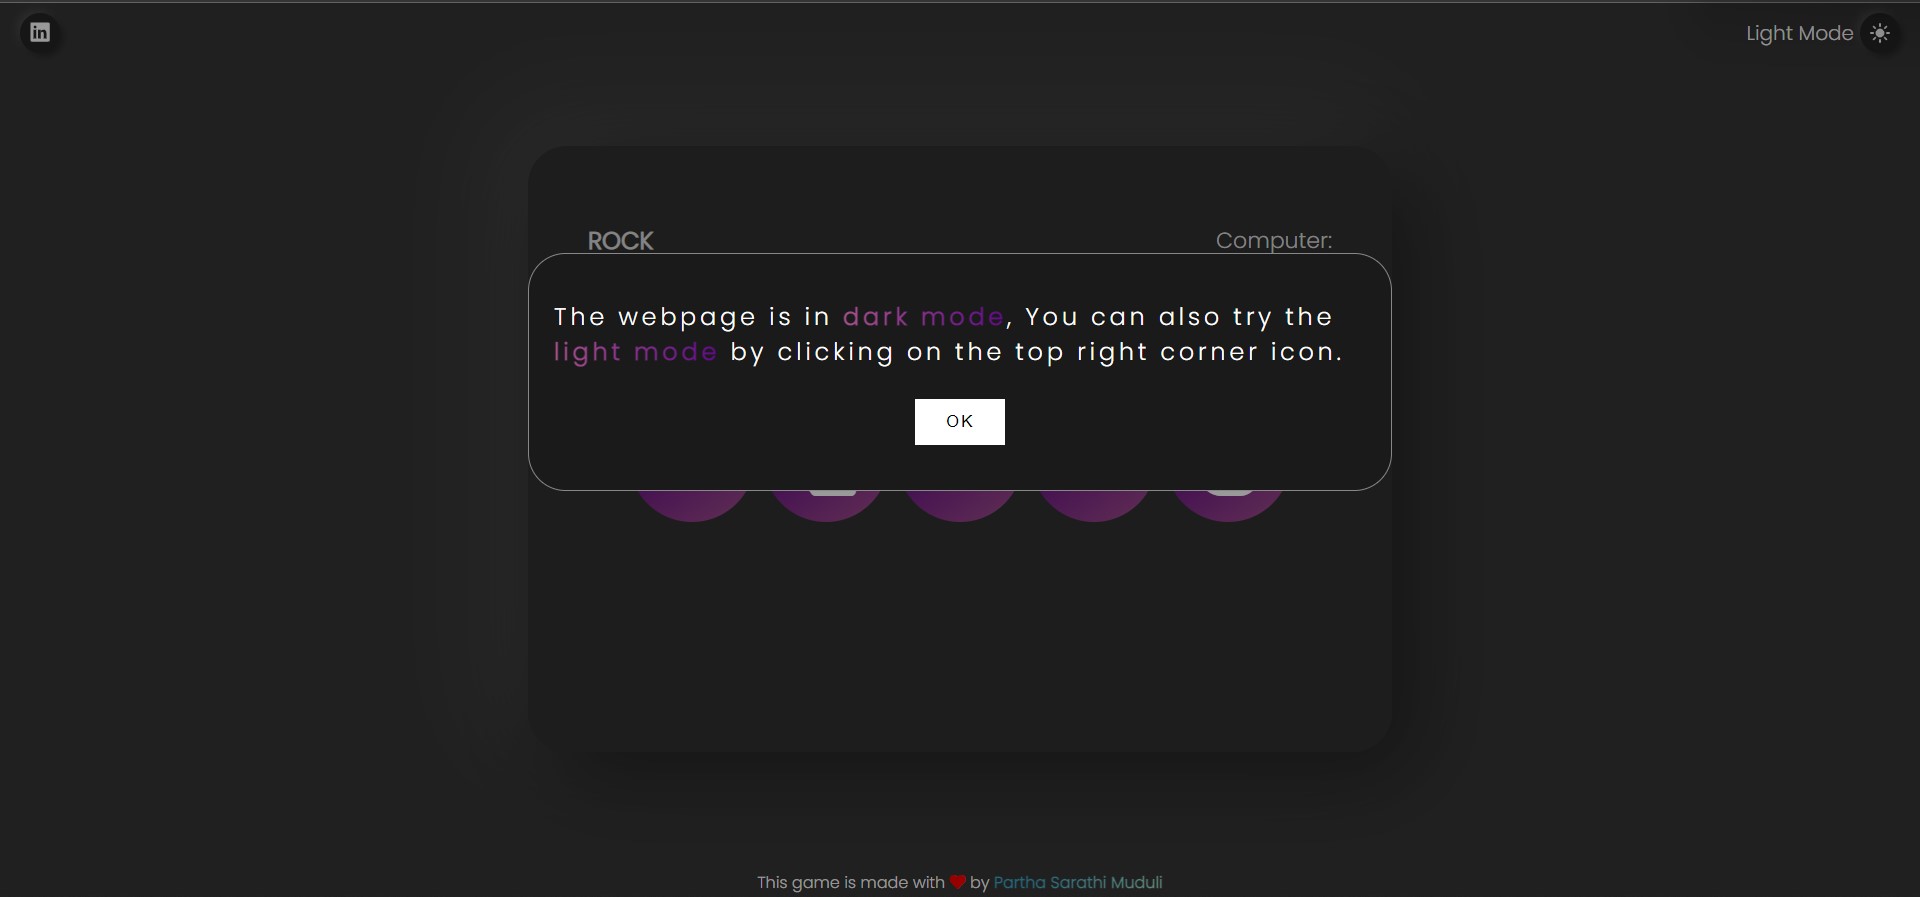 in
Light Mode
ROCK
Computer:
The webpage is in dark mode, You can also try the
light mode by clicking on the top right corner icon.
OK
This game is made with ❤ by Partha Sarathi Muduli